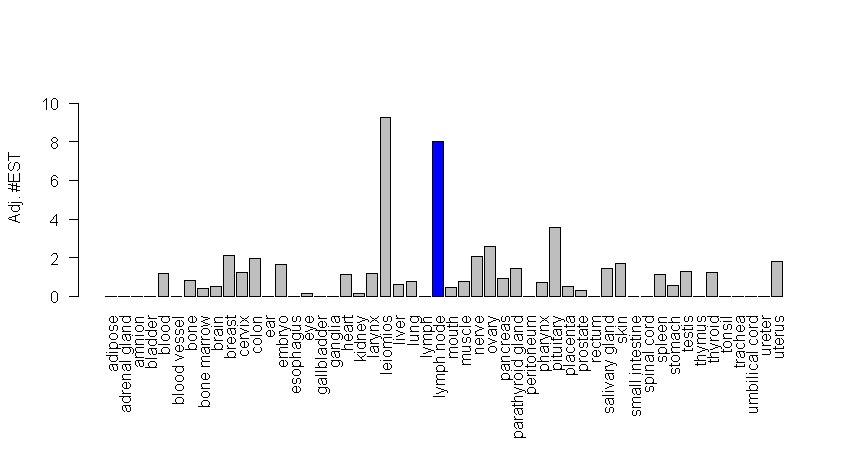 Adj. #EST
10
8
6
4
2
0
adipose
adrenal gland
amnion
bladder
blood
blood vessel
bone
bone marrow
brain
breast
cervix
colon
ear
embryo
esophagus
eye
gallbladder
ganglia
heart
kidney
larynx
leiomios
liver
lung
lymph
lymph node
mouth
muscle
nerve
ovary
pancreas
parathyroid gland
peritoneum
pharynx
pituitary
placenta
prostate
rectum
salivary gland
skin
small intestine
spinal cord
spleen
stomach
testis
thymus
thyroid
tonsil
trachea
umbilical cord
ureter
uterus